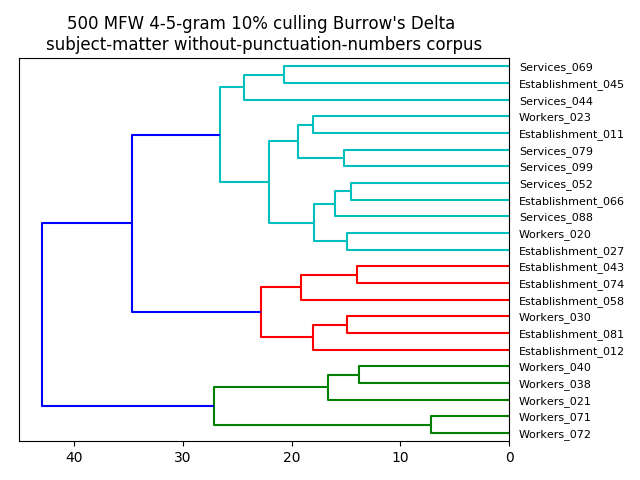 500 MFW 4-5-gram 10% culling Burrow's Delta
subject-matter without-punctuation-numbers corpus
Services_069
Establishment_045
Services_044
Workers_023
Establishment_011
Services_079
Services_099
Services_052
Establishment_066
Services_088
Workers_020
Establishment_027
Establishment_043
Establishment_074
Establishment_058
Workers_030
Establishment_081
Establishment_012
Workers_040
Workers_038
Workers_021
Workers_071
Workers_072
40 30 20 10 0